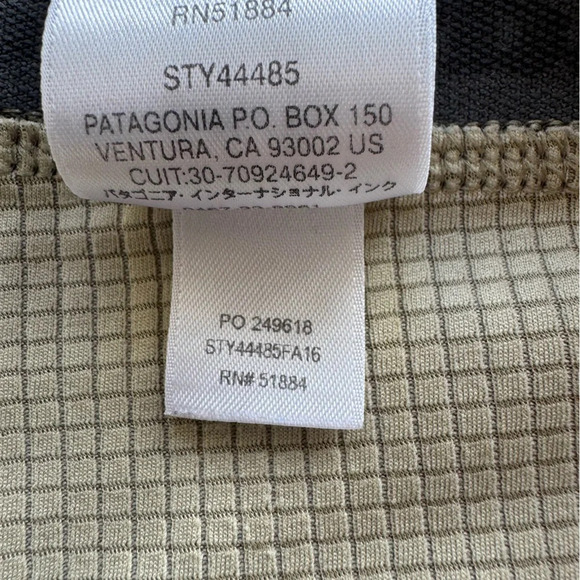 RN51884
STY44485
PATAGONIA P.O. BOX 150
VENTURA, CA 93002 US
CUIT:30-70924649-2
パタゴニア・インターナショナル・インク
PO 249618
STY44485FA16
RN# 51884